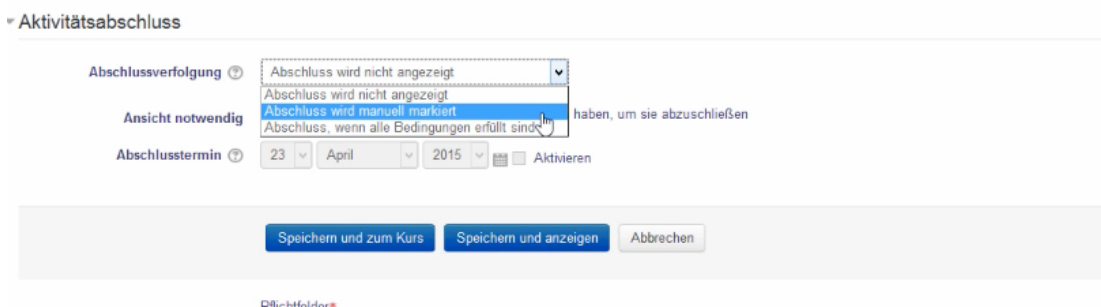 Aktivitätsabschluss
Abschlussverfolgung Abschluss wird nicht angezeigt
Abschluss wird nicht angezeigt
Abschluss wird manuell markiert
Ansicht notwendig haben, um sie abzuschließen
Abschluss, wenn alle Bedingungen erfüllt sind
Abschlusstermin 23 April 2015 Aktivieren
Speichern und zum Kurs Speichern und anzeigen Abbrechen
Pflichtfelder*